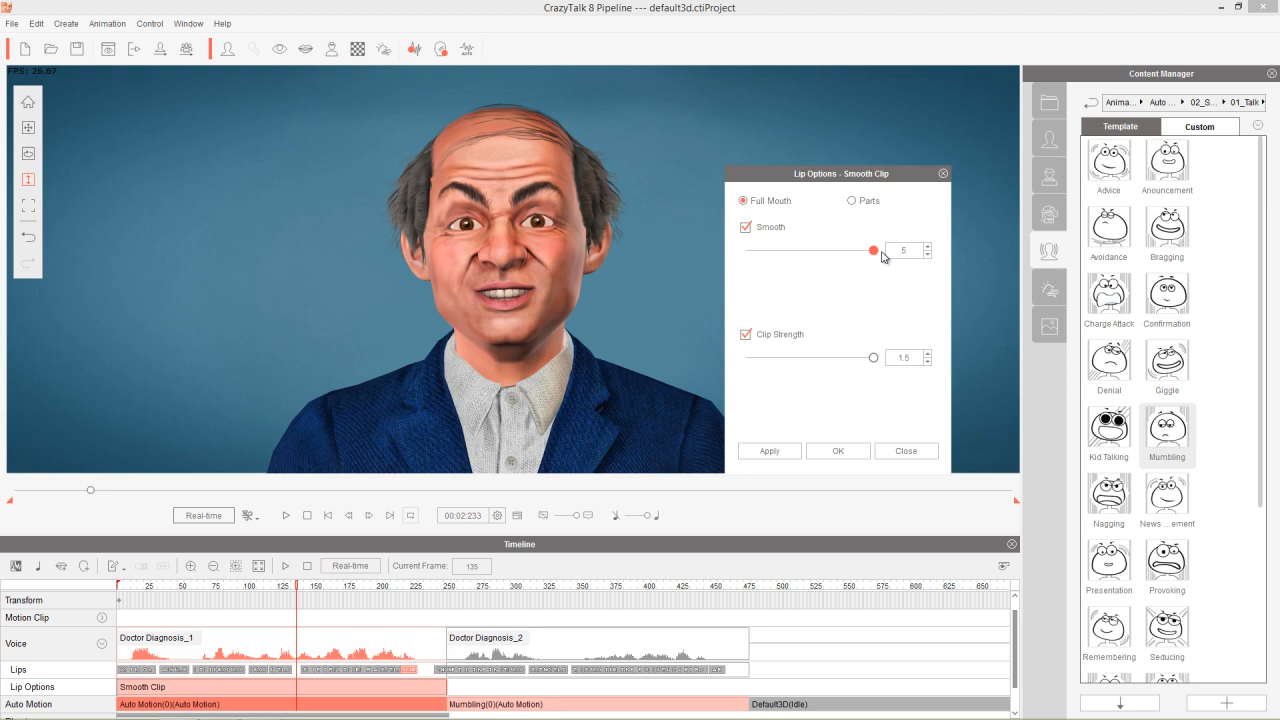 CrazyTalk 8 Pipeline --- default3d.ctiProject
File Edit Create Animation Control Window Help
FPS: 26.67
Content Manager
Anima... Auto ... 02_S... 01_Talk
Template Custom
Advice Anouncement
Avoidance Bragging
Charge Attack Confirmation
Denial Giggle
Kid Talking Mumbling
Nagging News ...ement
Presentation Provoking
Remembering Seducing
Lip Options - Smooth Clip
Full Mouth Parts
Smooth
5
Clip Strength
1.5
Apply OK Close
Real-time 00:02:233
Timeline
Real-time Current Frame: 135
25 50 75 100 125 150 175 200 225 250 275 300 325 350 375 400 425 450 475 500 525 550 575 600 625 650
Transform
Motion Clip
Voice Doctor Diagnosis_1 Doctor Diagnosis_2
Lips
Lip Options Smooth Clip
Auto Motion Auto Motion(0)(Auto Motion) Mumbling(0)(Auto Motion) Default3D(Idle)